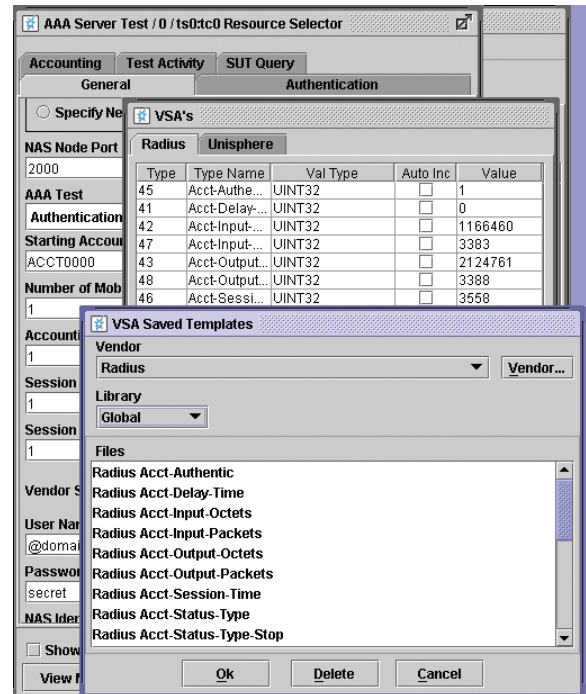 AAA Server Test / 0 / ts0:tc0 Resource Selector
Accounting
Test Activity
SUT Query
General
Authentication
Specify Ne
NAS Node Port
2000
AAA Test
Authentication
Starting Accou
ACCT0000
Number of Mob
1
Accounti
1
Session
1
Session
1
Vendor S
User Nar
@domai
Passwor
secret
NAS Iden
Show
View
VSA's
Radius
Unisphere
Type Type Name Val Type Auto Inc Value
45 Acct-Authe... UINT32 1
41 Acct-Delay-... UINT32 0
42 Acct-Input-... UINT32 1166460
47 Acct-Input-... UINT32 3383
43 Acct-Output... UINT32 2124761
48 Acct-Output... UINT32 3388
46 Acct-Sessi... UINT32 3558
VSA Saved Templates
Vendor
Radius
Vendor...
Library
Global
Files
Radius Acct-Authentic
Radius Acct-Delay-Time
Radius Acct-Input-Octets
Radius Acct-Input-Packets
Radius Acct-Output-Octets
Radius Acct-Output-Packets
Radius Acct-Session-Time
Radius Acct-Status-Type
Radius Acct-Status-Type-Stop
Ok
Delete
Cancel